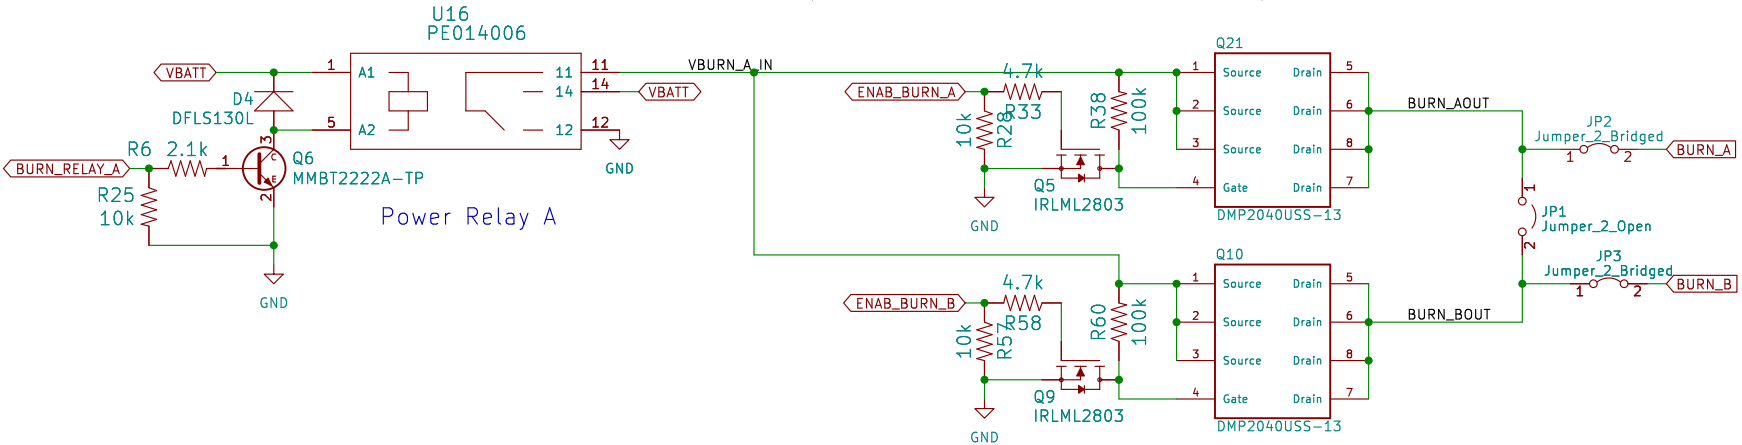 U16
PE014006
VBATT
1
A1
11
11
VBURN_A_IN
14
14
VBATT
D4
DFLS130L
5
A2
12
12
GND
BURN_RELAY_A
R6
2.1k
1
3
C
E
2
Q6
MMBT2222A-TP
R25
10k
GND
Power Relay A
ENAB_BURN_A
4.7k
R33
10k
R28
R38
100k
Q5
IRLML2803
GND
Q21
1
Source
Drain
5
2
Source
Drain
6
3
Source
Drain
8
4
Gate
Drain
7
DMP2040USS-13
BURN_AOUT
JP2
Jumper_2_Bridged
1
2
BURN_A
1
JP1
Jumper_2_Open
2
ENAB_BURN_B
4.7k
R58
10k
R57
R60
100k
Q9
IRLML2803
GND
Q10
1
Source
Drain
5
2
Source
Drain
6
3
Source
Drain
8
4
Gate
Drain
7
DMP2040USS-13
BURN_BOUT
JP3
Jumper_2_Bridged
1
2
BURN_B